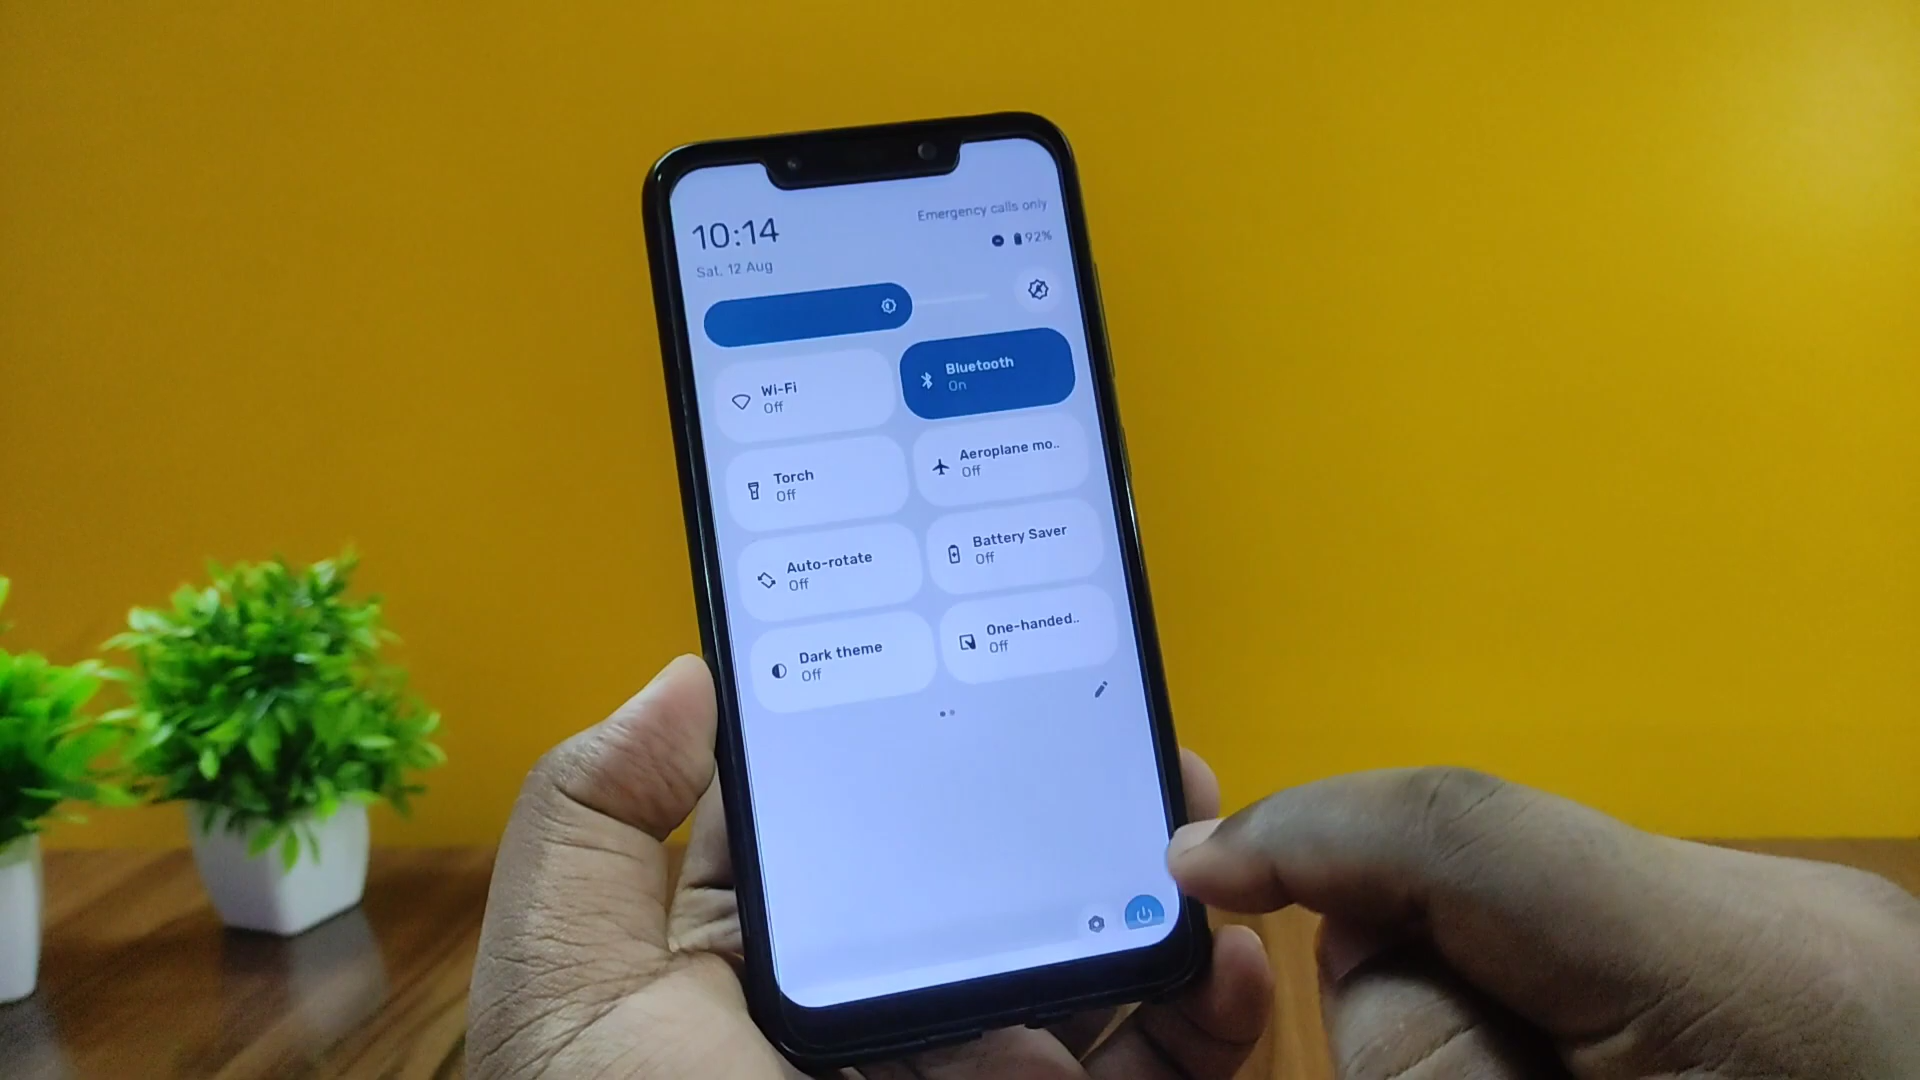 Emergency calls only
10:14
92%
Sat, 12 Aug
Wi-Fi
Off
Bluetooth
On
Torch
Off
Aeroplane mo..
Off
Auto-rotate
Off
Battery Saver
Off
Dark theme
Off
One-handed..
Off